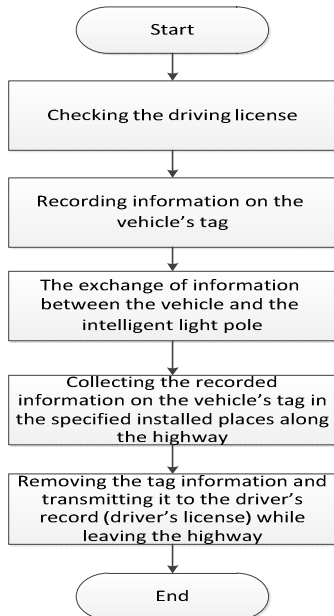 Start
Checking the driving license
Recording information on the
vehicle's tag
The exchange of information
between the vehicle and the
intelligent light pole
Collecting the recorded
information on the vehicle's tag in
the specified installed places along
the highway
Removing the tag information and
transmitting it to the driver's
record (driver's license) while
leaving the highway
End